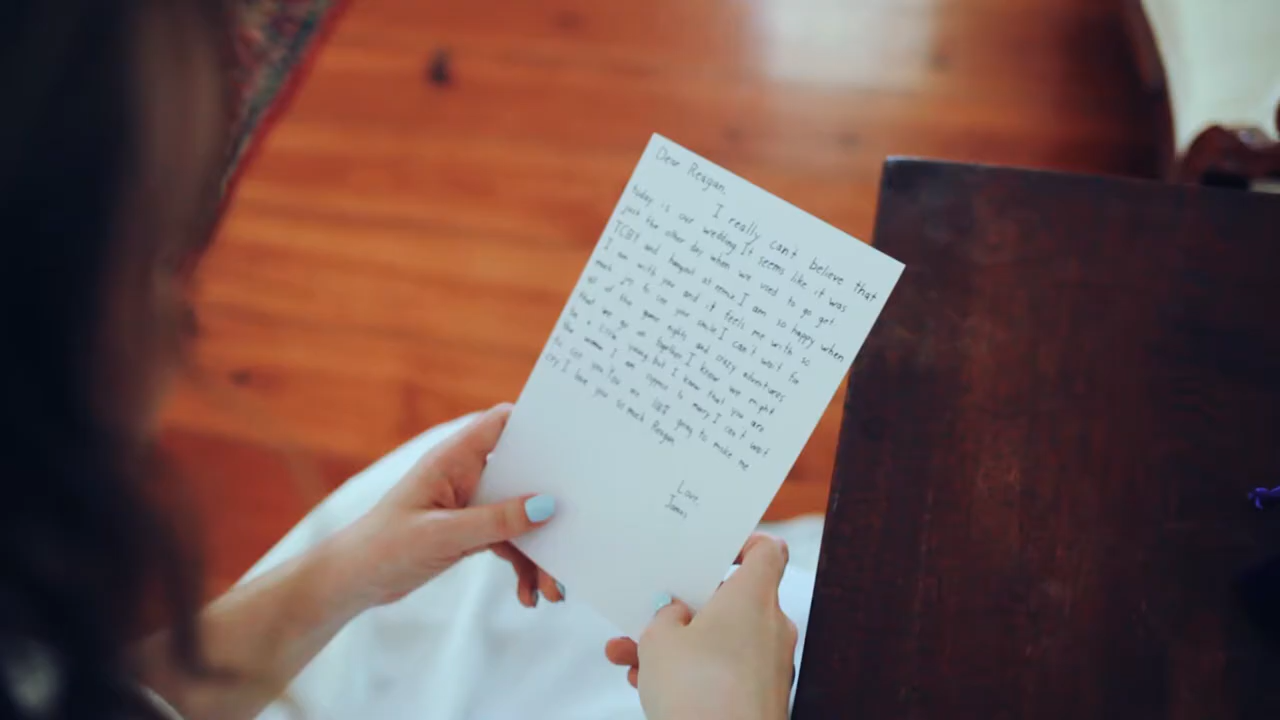 Dear Reagan,
I really can't believe that
today is our wedding It seems like it was
just the other day when we used to go get
TCBY and hangout at I am so happy when
I am with you and it feels me with so
much joy to see you smile I can't wait for
all of the game nights and crazy adventures
that we go on together I know we might
be a little young but I know that you are
the woman I am suppost to marry I can't wait
to see you You are 100% going to make me
cry I love you so much Reagan
Love,
James